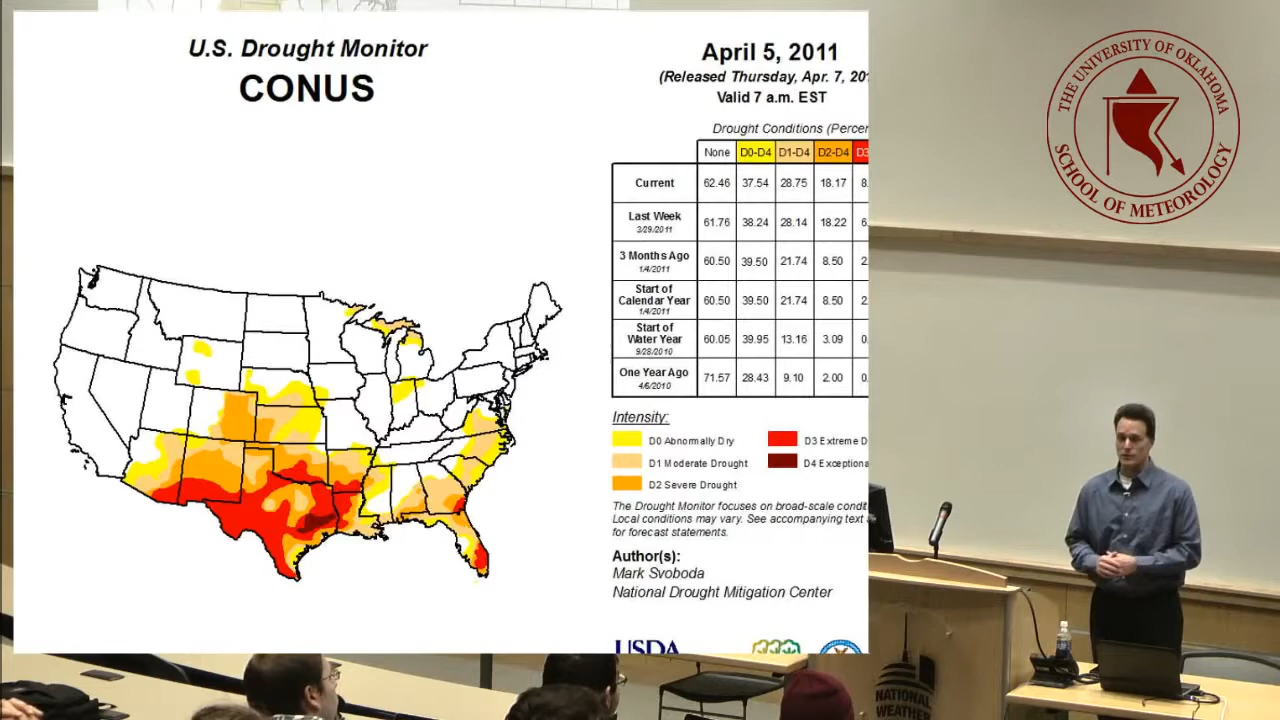 U.S. Drought Monitor
CONUS
April 5, 2011
(Released Thursday, Apr. 7, 201
Valid 7 a.m. EST
Drought Conditions (Percen
None D0-D4 D1-D4 D2-D4 D3
Current 62.46 37.54 28.75 18.17 8.
Last Week 61.76 38.24 28.14 18.22 6.
3/29/2011
3 Months Ago 60.50 39.50 21.74 8.50 2.
1/4/2011
Start of
Calendar Year 60.50 39.50 21.74 8.50 2.
1/4/2011
Start of
Water Year 60.05 39.95 13.16 3.09 0.
9/28/2010
One Year Ago 71.57 28.43 9.10 2.00 0.
4/6/2010
Intensity:
D0 Abnormally Dry D3 Extreme D
D1 Moderate Drought D4 Exceptiona
D2 Severe Drought
The Drought Monitor focuses on broad-scale condit
Local conditions may vary. See accompanying text
for forecast statements.
Author(s):
Mark Svoboda
National Drought Mitigation Center
USDA
THE UNIVERSITY OF OKLAHOMA
SCHOOL OF METEOROLOGY
NATIONAL
WEATHER